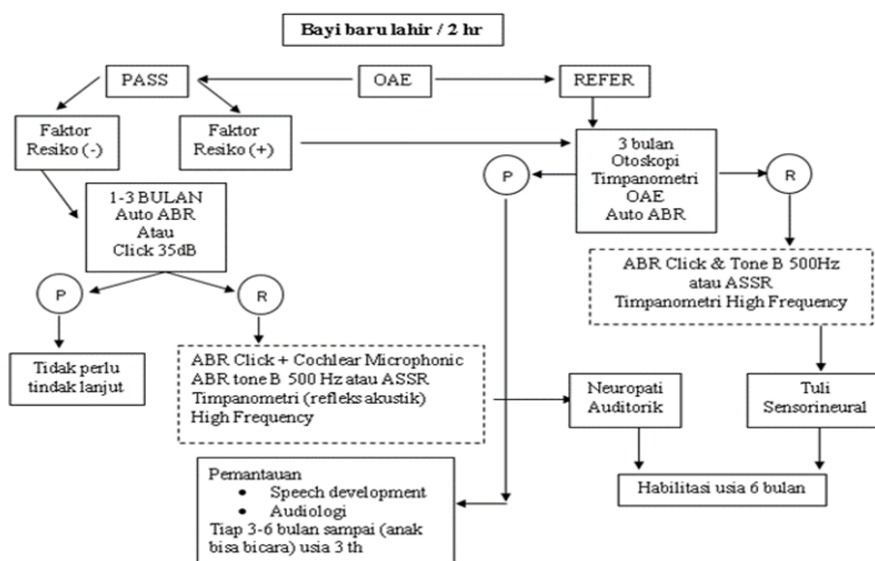 Bayi baru lahir / 2 hr
PASS
OAE
REFER
Faktor
Resiko (-)
Faktor
Resiko (+)
3 bulan
Otoskopi
Timpanometri
OAE
Auto ABR
P
R
1-3 BULAN
Auto ABR
Atau
Click 35dB
ABR Click & Tone B 500Hz
atau ASSR
Timpanometri High Frequency
P
R
Tidak perlu
tindak lanjut
ABR Click + Cochlear Microphonic
ABR tone B 500 Hz atau ASSR
Timpanometri (refleks akustik)
High Frequency
Neuropati
Auditorik
Tuli
Sensorineural
Pemantauan
• Speech development
• Audiologi
Tiap 3-6 bulan sampai (anak
bisa bicara) usia 3 th
Habilitasi usia 6 bulan